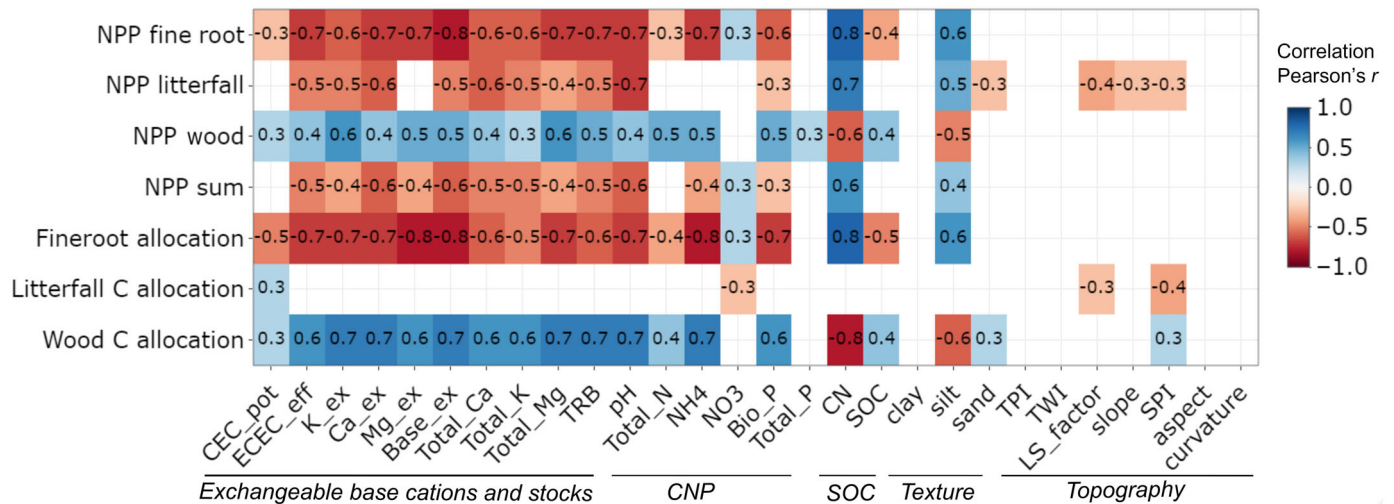 NPP fine root -0.3 -0.7 -0.6 -0.7 -0.7 -0.8 -0.6 -0.6 -0.7 -0.7 -0.7 -0.3 -0.7 0.3 -0.6 0.8 -0.4 0.6
NPP litterfall -0.5 -0.5 -0.6 -0.5 -0.6 -0.5 -0.4 -0.5 -0.7 -0.3 0.7 0.5 -0.3 -0.4 -0.3 -0.3
NPP wood 0.3 0.4 0.6 0.4 0.5 0.5 0.4 0.3 0.6 0.5 0.4 0.5 0.5 0.5 0.3 -0.6 0.4 -0.5
NPP sum -0.5 -0.4 -0.6 -0.4 -0.6 -0.5 -0.5 -0.4 -0.5 -0.6 -0.4 0.3 -0.3 0.6 0.4
Fineroot allocation -0.5 -0.7 -0.7 -0.7 -0.8 -0.8 -0.6 -0.5 -0.7 -0.6 -0.7 -0.4 -0.8 0.3 -0.7 0.8 -0.5 0.6
Litterfall C allocation 0.3 -0.3 -0.3 -0.4
Wood C allocation 0.3 0.6 0.7 0.7 0.6 0.7 0.6 0.6 0.7 0.7 0.7 0.4 0.7 0.6 -0.8 0.4 -0.6 0.3 0.3
CEC_pot
ECEC_eff
K_ex
Ca_ex
Mg_ex
Base_ex
Total_Ca
Total_K
Total_Mg
TRB
pH
Total_N
NH4
NO3
Bio_P
Total_P
CN
SOC
clay
silt
sand
TPI
TWI
LS_factor
slope
SPI
aspect
curvature
Exchangeable base cations and stocks
CNP
SOC
Texture
Topography
Correlation
Pearson's r
1.0
0.5
0.0
−0.5
−1.0